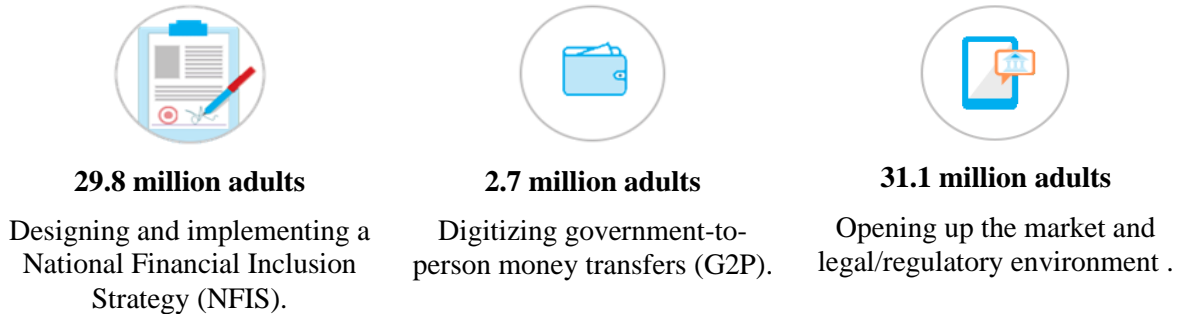 29.8 million adults
Designing and implementing a
National Financial Inclusion
Strategy (NFIS).
2.7 million adults
Digitizing government-to-
person money transfers (G2P).
31.1 million adults
Opening up the market and
legal/regulatory environment .